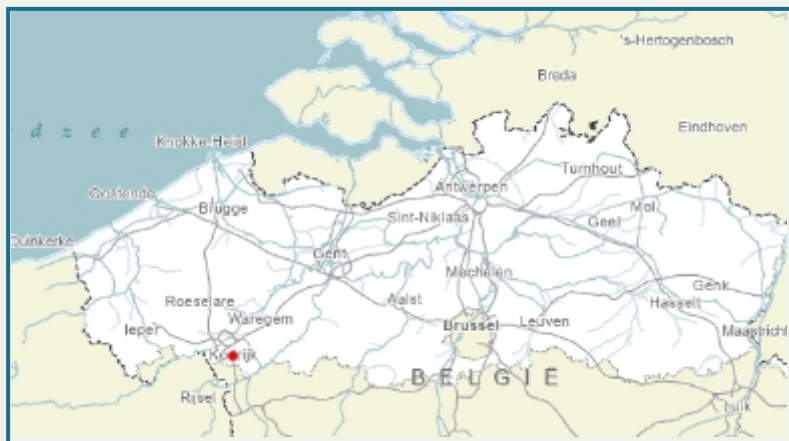 's-Hertogenbosch
Breda
Eindhoven
d z e e
Knokke-Heist
Turnhout
Antwerpen
Oostende
Brugge
Sint-Niklaas
Geel
Mol
Duinkerke
Gent
Mechelen
Genk
Roeselare
Aalst
Hasselt
Ieper
Waregem
Brussel
Leuven
Maastricht
Kortrijk
BELGIË
Rijsel
Luik